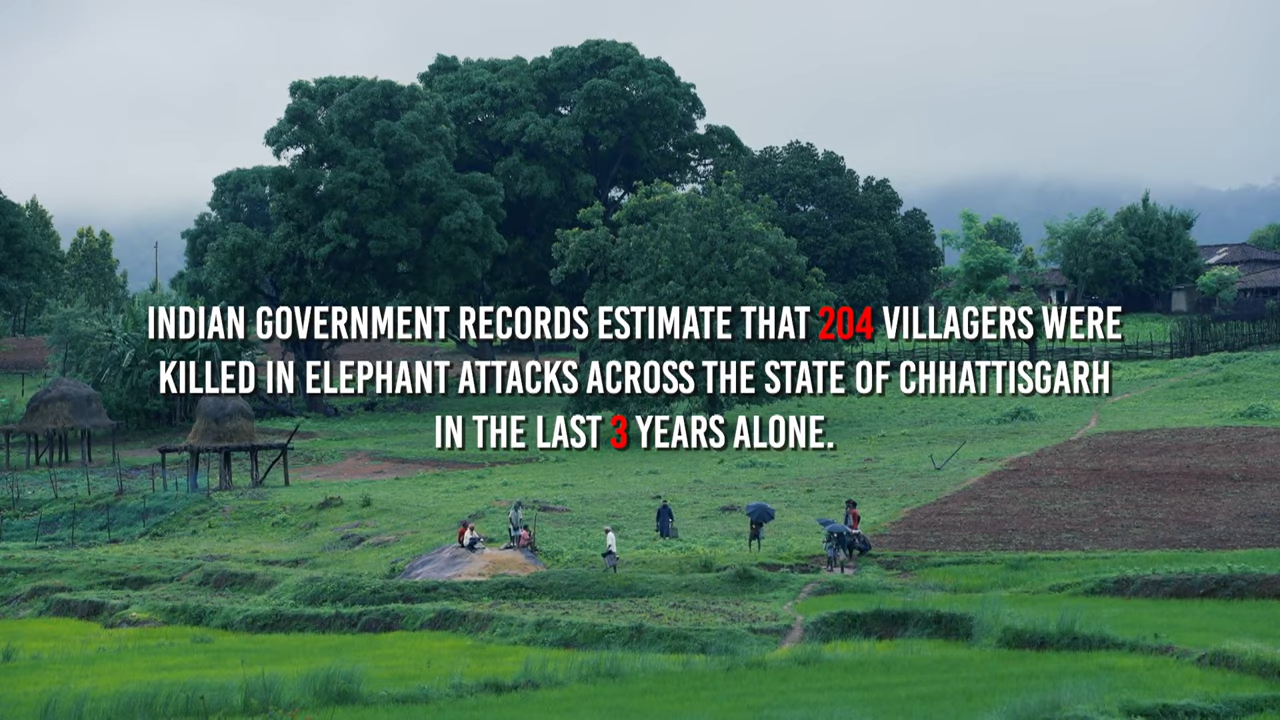 INDIAN GOVERNMENT RECORDS ESTIMATE THAT 204 VILLAGERS WERE
KILLED IN ELEPHANT ATTACKS ACROSS THE STATE OF CHHATTISGARH
IN THE LAST 3 YEARS ALONE.